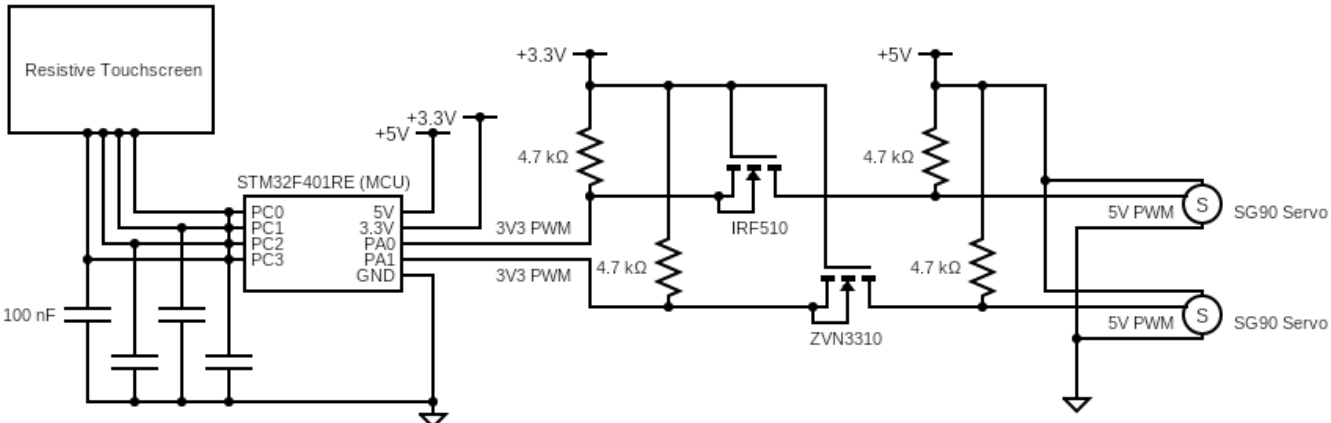 Resistive Touchscreen
+3.3V
+5V
STM32F401RE (MCU)
PC0
PC1
PC2
PC3
5V
3.3V
PA0
PA1
GND
100 nF
3V3 PWM
3V3 PWM
+3.3V
4.7 kΩ
4.7 kΩ
IRF510
ZVN3310
+5V
4.7 kΩ
4.7 kΩ
5V PWM
S
SG90 Servo
5V PWM
S
SG90 Servo